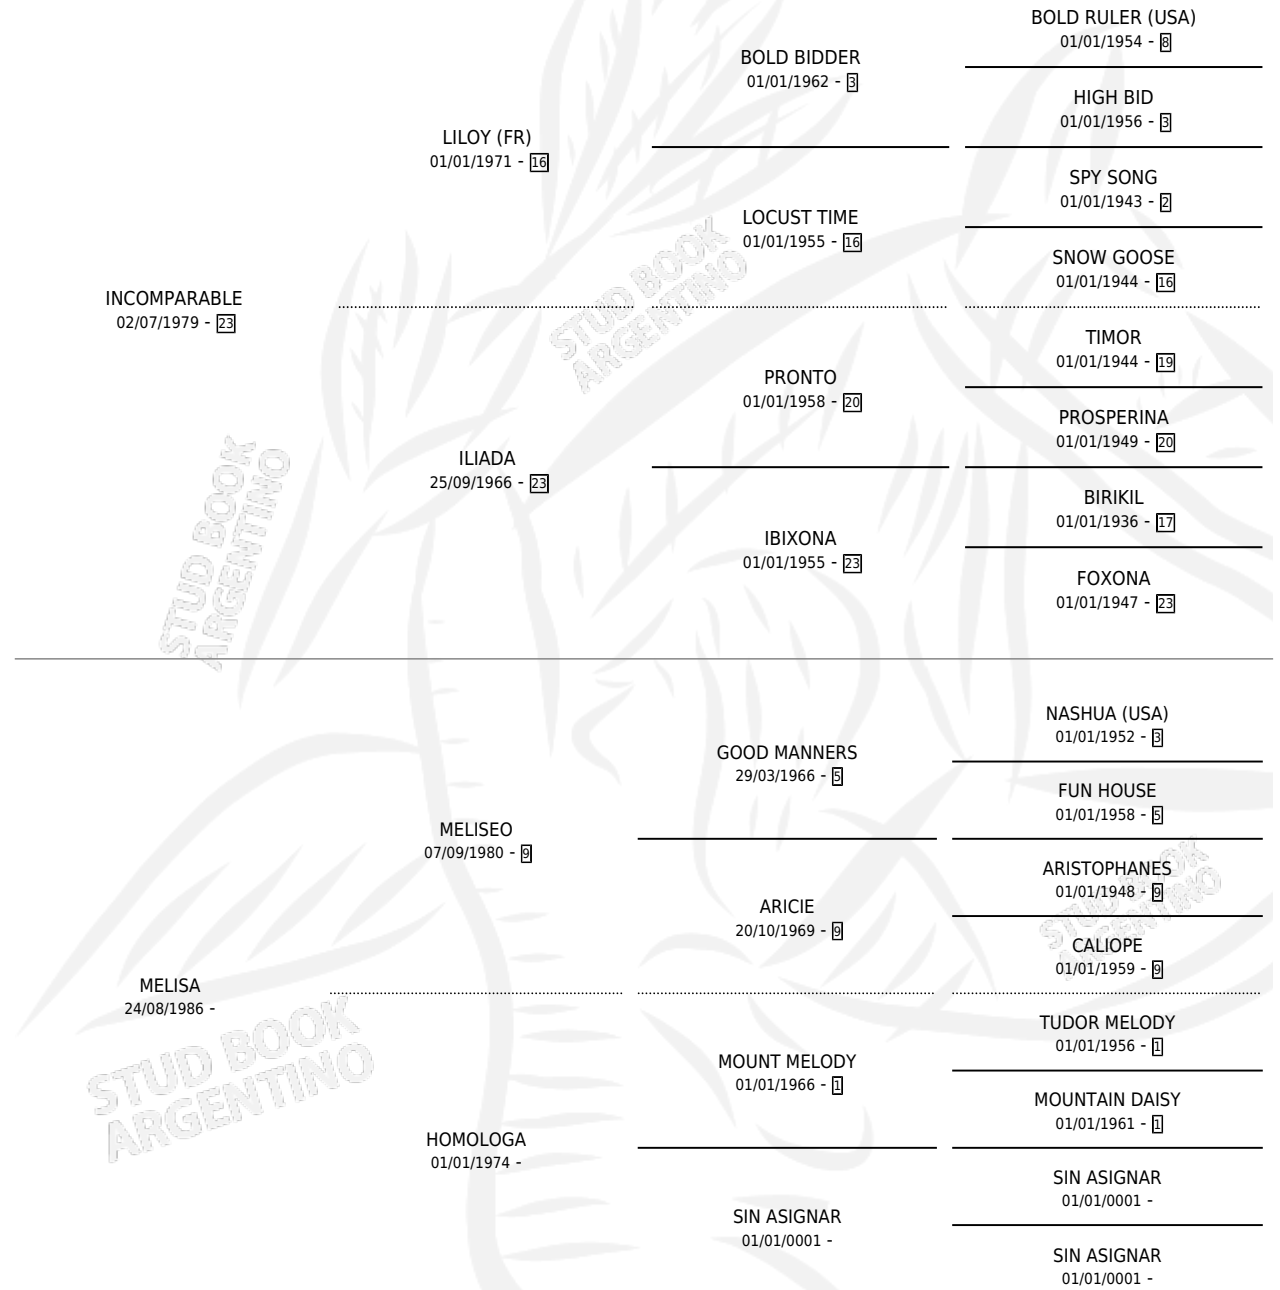 BOLD RULER (USA)
01/01/1954 - 8
BOLD BIDDER
01/01/1962 - 3
HIGH BID
01/01/1956 - 3
LILOY (FR)
01/01/1971 - 16
SPY SONG
01/01/1943 - 2
LOCUST TIME
01/01/1955 - 16
SNOW GOOSE
01/01/1944 - 16
INCOMPARABLE
02/07/1979 - 23
STUD BOOK
ARGENTINO
TIMOR
01/01/1944 - 19
PRONTO
01/01/1958 - 20
PROSPERINA
01/01/1949 - 20
ILIADA
25/09/1966 - 23
BIRIKIL
01/01/1936 - 17
IBIXONA
01/01/1955 - 23
FOXONA
01/01/1947 - 23
STUD BOOK
ARGENTINO
NASHUA (USA)
01/01/1952 - 3
GOOD MANNERS
29/03/1966 - 5
FUN HOUSE
01/01/1958 - 5
MELISEO
07/09/1980 - 9
ARISTOPHANES
01/01/1948 - 9
ARICIE
20/10/1969 - 9
CALIOPE
01/01/1959 - 9
STUD BOOK
ARGENTINO
MELISA
24/08/1986 -
TUDOR MELODY
01/01/1956 - 1
MOUNT MELODY
01/01/1966 - 1
MOUNTAIN DAISY
01/01/1961 - 1
STUD BOOK
ARGENTINO
HOMOLOGA
01/01/1974 -
SIN ASIGNAR
01/01/0001 -
SIN ASIGNAR
01/01/0001 -
SIN ASIGNAR
01/01/0001 -